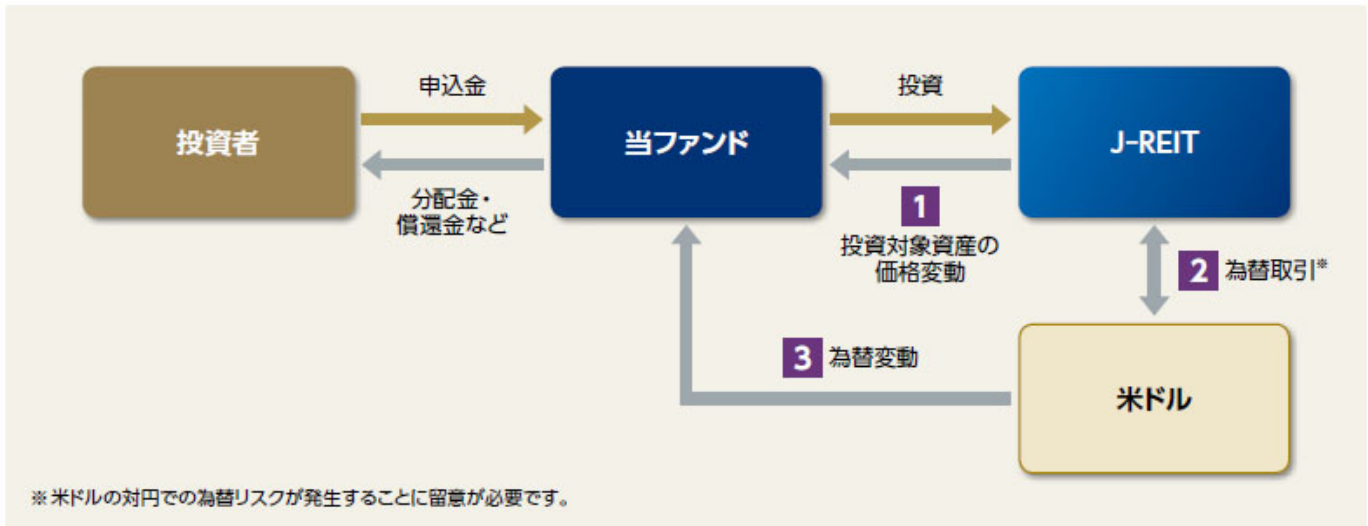 申込金
投資
投資者
当ファンド
J-REIT
分配金・
償還金など
1
投資対象資産の
価格変動
2 為替取引※
3 為替変動
米ドル
※米ドルの対円での為替リスクが発生することに留意が必要です。